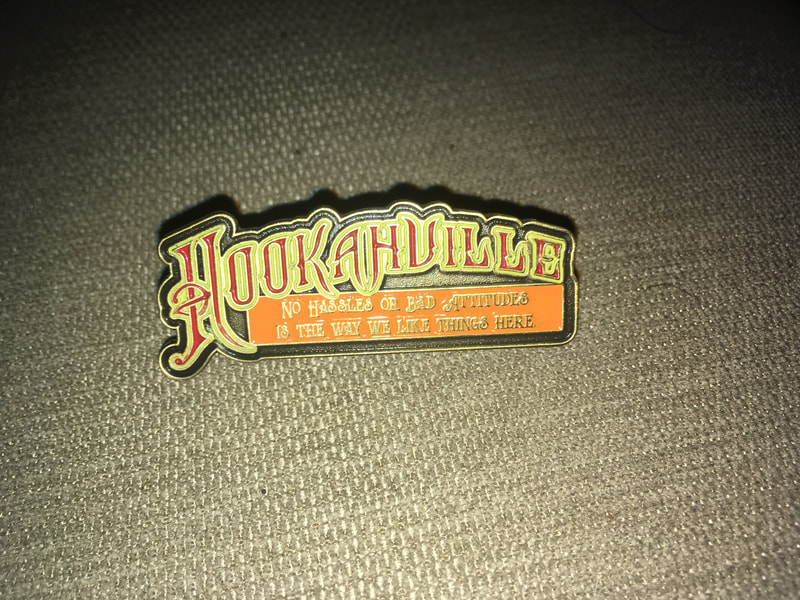 HOOKAHVILLE
No Hassles or Bad Attitudes
is the way we like things here.